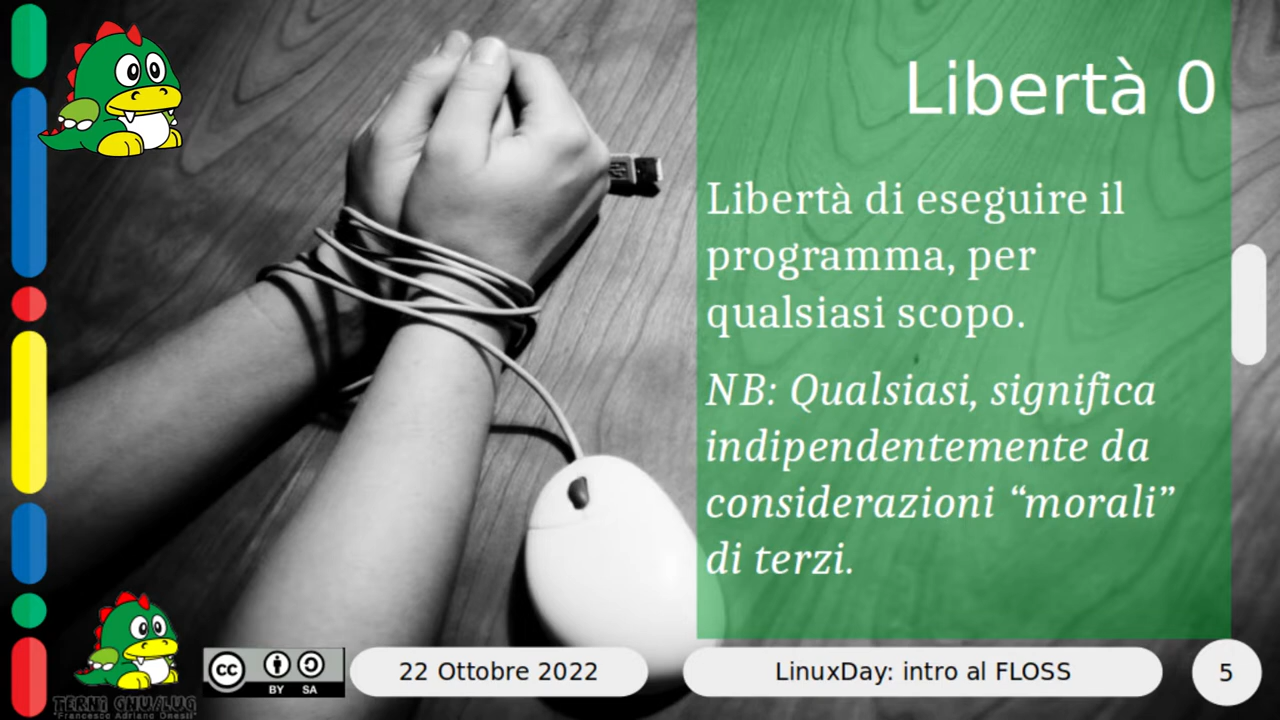 Libertà 0
Libertà di eseguire il
programma, per
qualsiasi scopo.
NB: Qualsiasi, significa
indipendentemente da
considerazioni “morali”
di terzi.
cc
BY SA
22 Ottobre 2022
LinuxDay: intro al FLOSS
5
TERNI GNU/LUG
"Francesco Adriano Onesti"